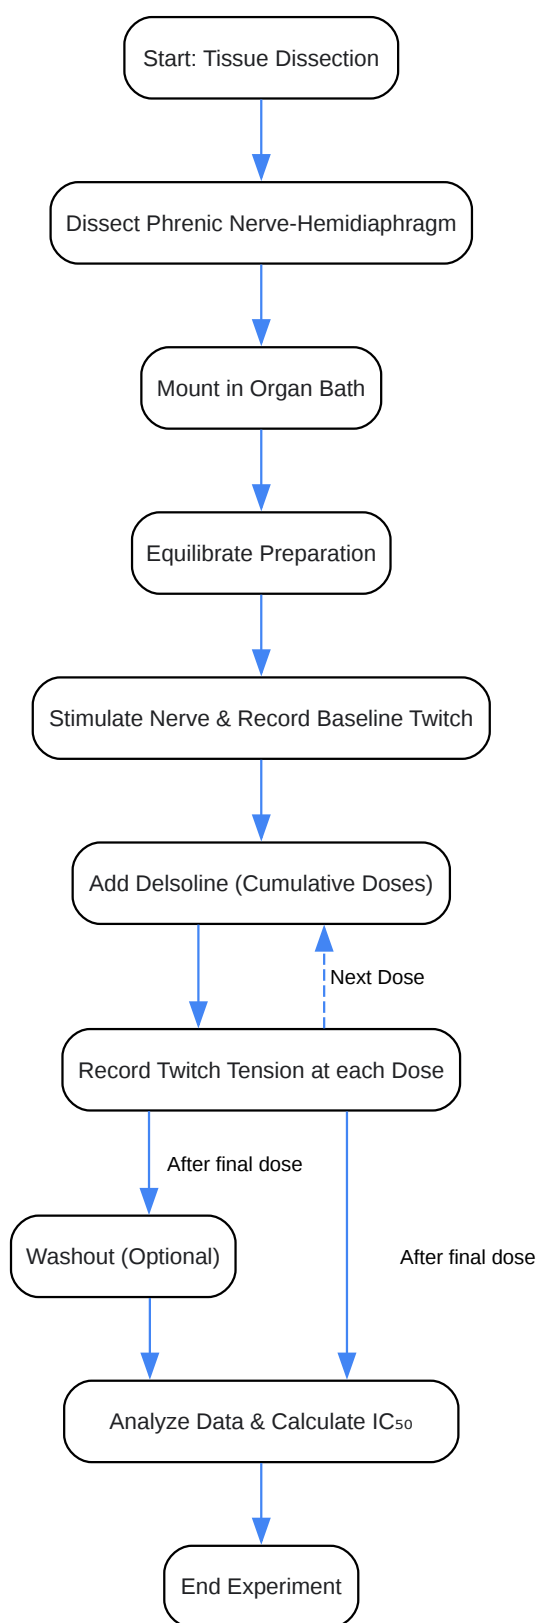 Start: Tissue Dissection
Dissect Phrenic Nerve-Hemidiaphragm
Mount in Organ Bath
Equilibrate Preparation
Stimulate Nerve & Record Baseline Twitch
Add Delsoline (Cumulative Doses)
Next Dose
Record Twitch Tension at each Dose
After final dose
Washout (Optional)
After final dose
Analyze Data & Calculate IC₅₀
End Experiment